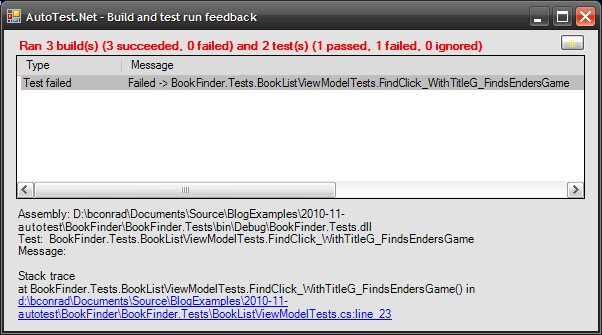 AutoTest.Net - Build and test run feedback
Ran 3 build(s) (3 succeeded, 0 failed) and 2 test(s) (1 passed, 1 failed, 0 ignored)
Type Message
Test failed Failed -> BookFinder.Tests.BookListViewModelTests.FindClick_WithTitleG_FindsEndersGame
Assembly: D:\bconrad\Documents\Source\BlogExamples\2010-11-
autotest\BookFinder\BookFinder.Tests\bin\Debug\BookFinder.Tests.dll
Test: BookFinder.Tests.BookListViewModelTests.FindClick_WithTitleG_FindsEndersGame
Message:
Stack trace
at BookFinder.Tests.BookListViewModelTests.FindClick_WithTitleG_FindsEndersGame() in
d:\bconrad\Documents\Source\BlogExamples\2010-11-
autotest\BookFinder\BookFinder.Tests\BookListViewModelTests.cs:line 23